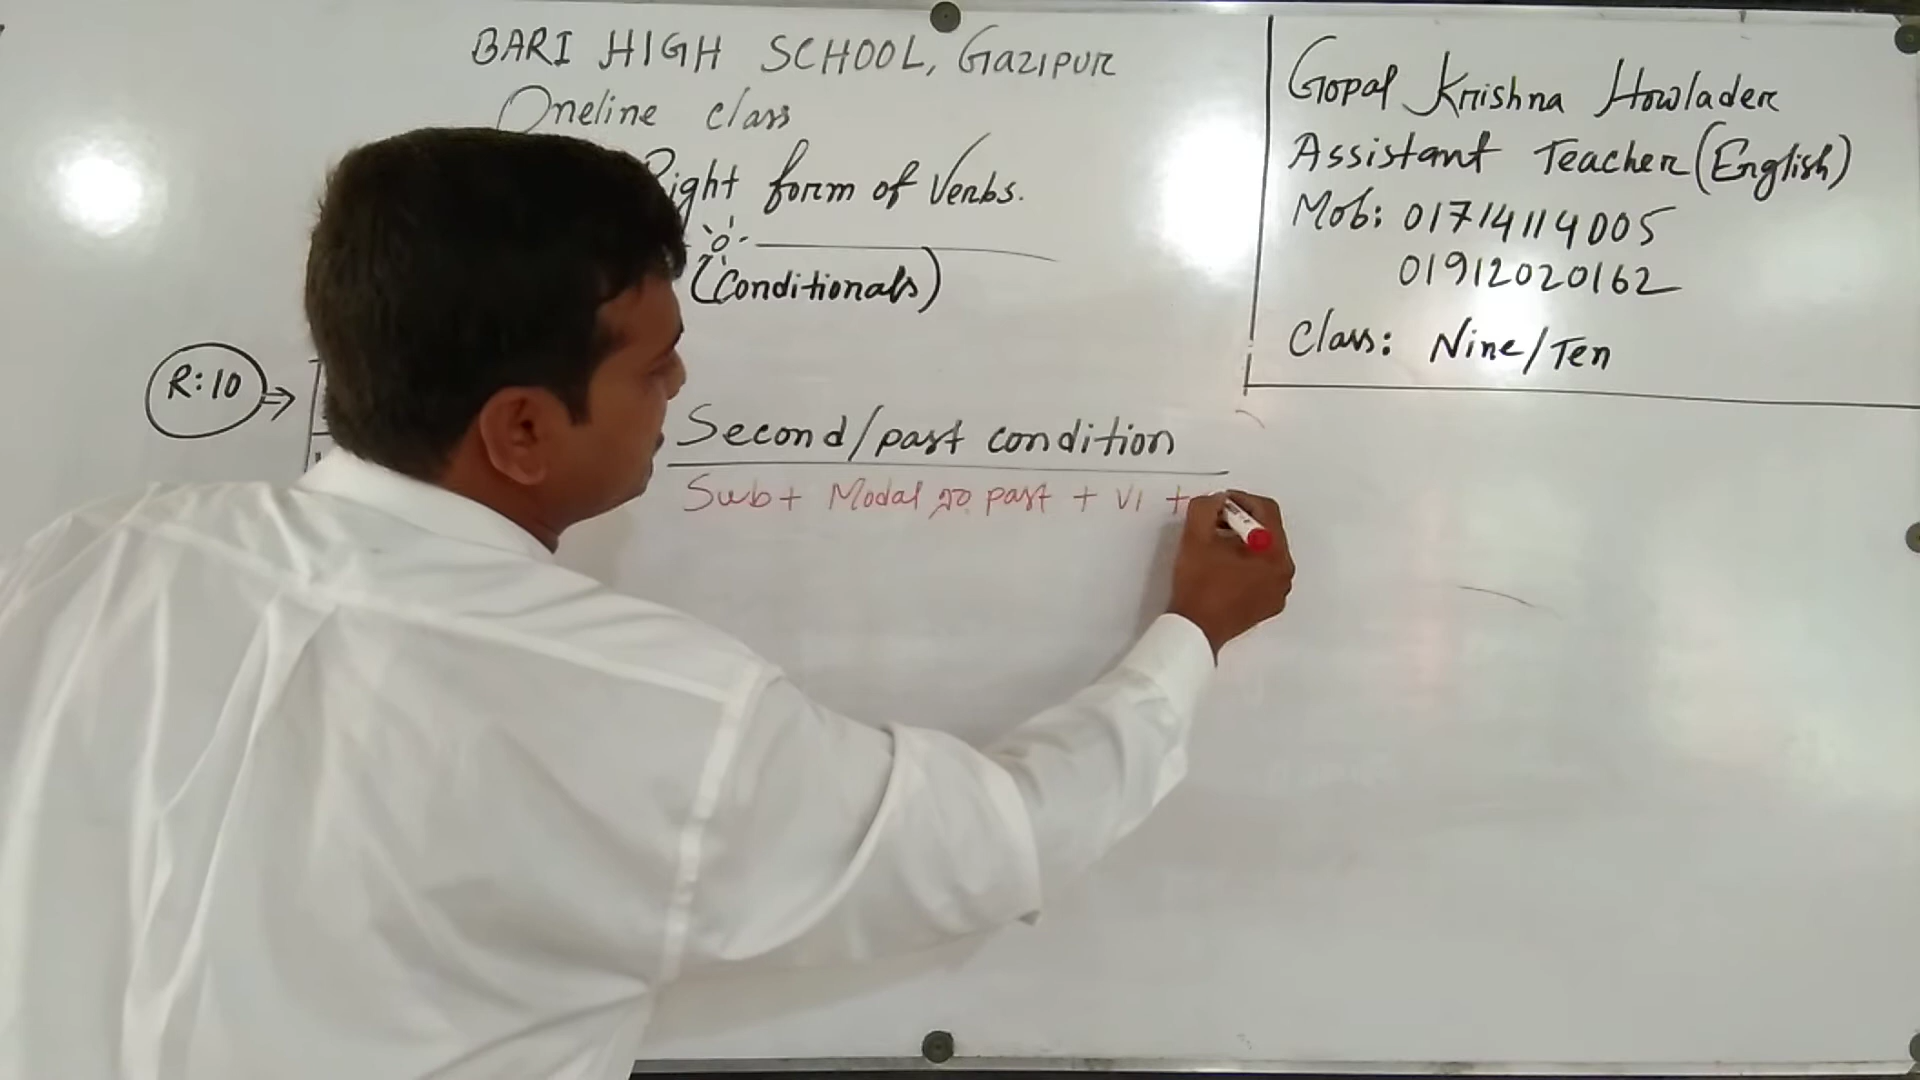 BARI HIGH SCHOOL, Gazipur
Oneline class
Right form of Verbs.
(Conditionals)
Gopal Krishna Howlader
Assistant Teacher (English)
Mob: 01714114005
01912020162
Class: Nine/Ten
R:10
Second/past condition
Sub + Modal এর past + V1 +